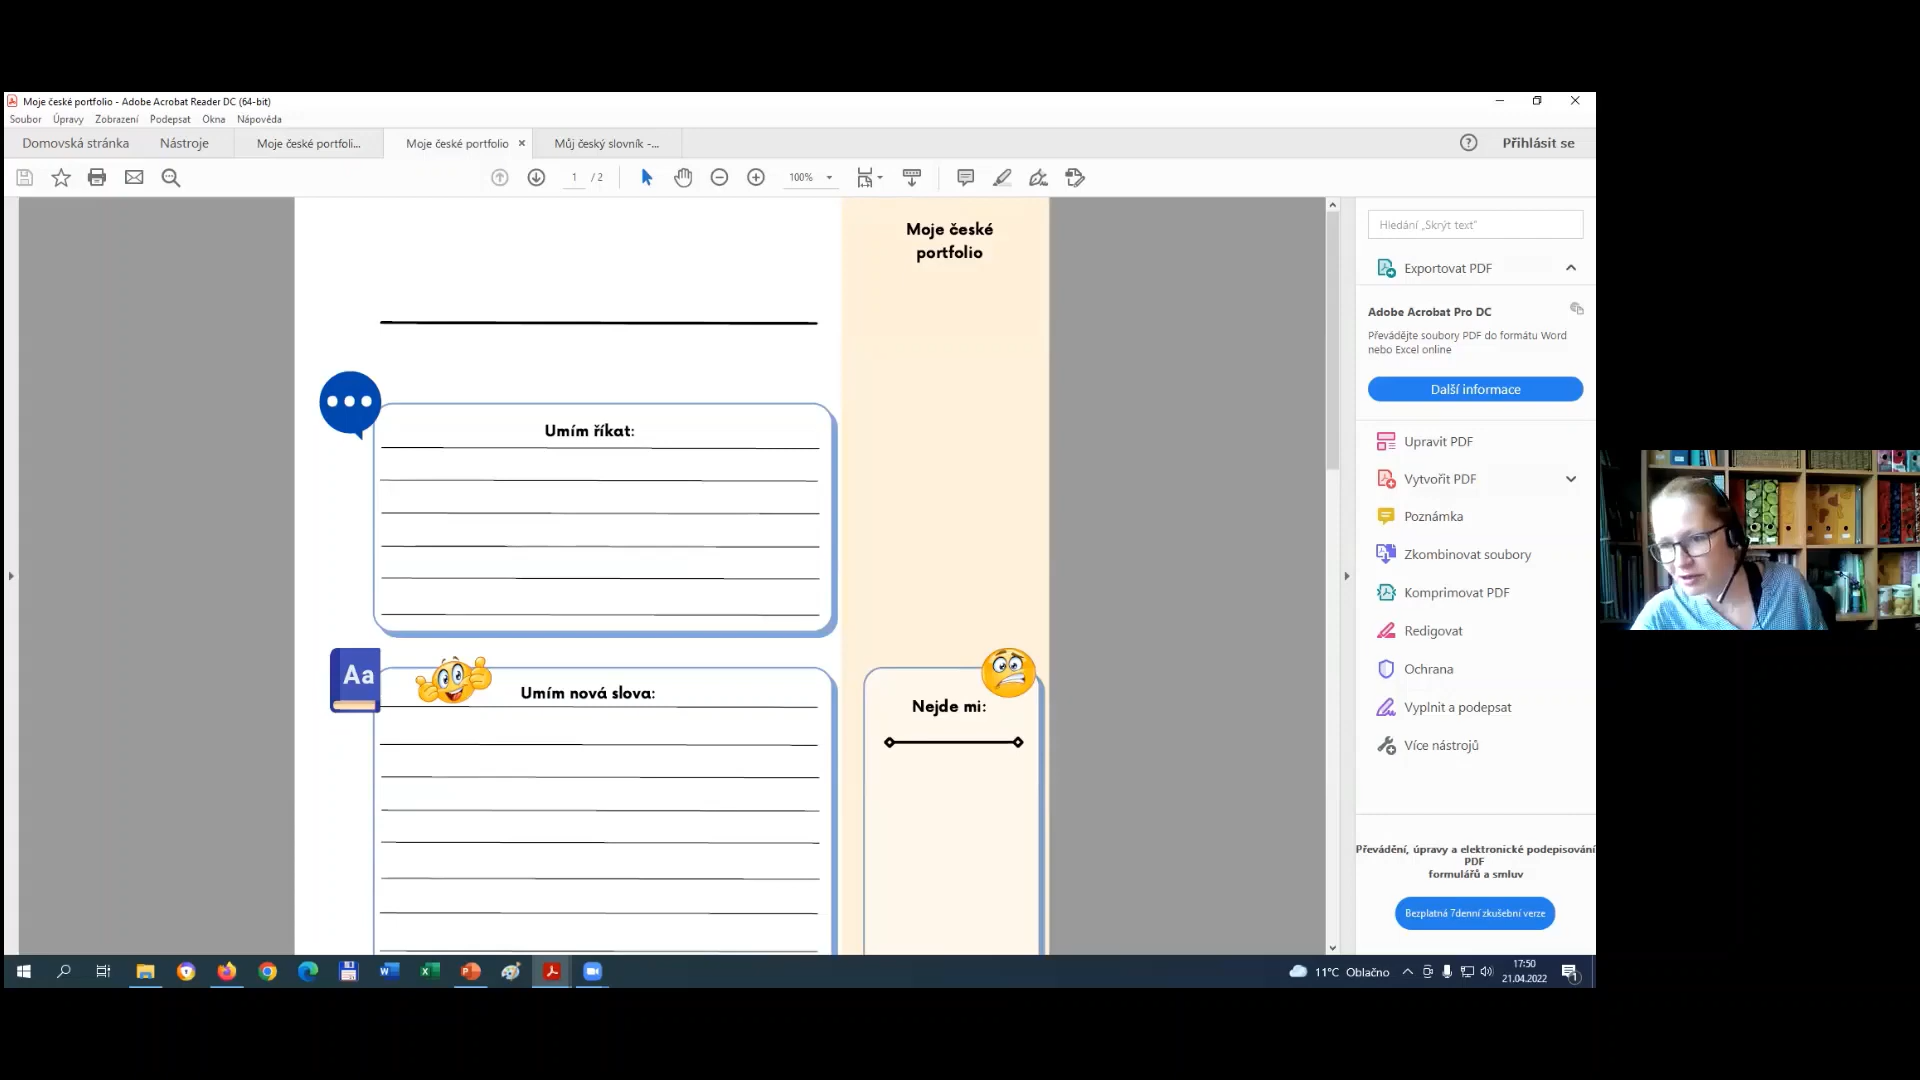 Moje české portfolio - Adobe Acrobat Reader DC (64-bit)
Soubor Úpravy Zobrazení Podepsat Okna Nápověda
Domovská stránka Nástroje Moje české portfoli... Moje české portfolio Můj český slovník -... Přihlásit se
1 / 2 100%
Moje české
portfolio
Umím říkat:
Aa
Umím nová slova:
Nejde mi:
Hledání „Skrýt text"
Exportovat PDF
Adobe Acrobat Pro DC
Převádějte soubory PDF do formátu Word
nebo Excel online
Další informace
Upravit PDF
Vytvořit PDF
Poznámka
Zkombinovat soubory
Komprimovat PDF
Redigovat
Ochrana
Vyplnit a podepsat
Více nástrojů
Převádění, úpravy a elektronické podepisování
PDF
formulářů a smluv
Bezplatná 7denní zkušební verze
11°C Oblačno
17:50
21.04.2022
1